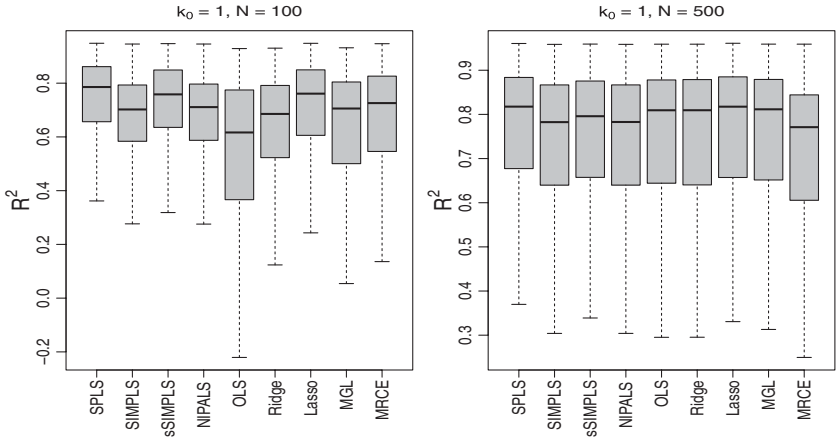 k₀ = 1, N = 100
R²
0.8
0.6
0.4
0.2
0.0
−0.2
SPLS
SIMPLS
sSIMPLS
NIPALS
OLS
Ridge
Lasso
MGL
MRCE
k₀ = 1, N = 500
R²
0.9
0.8
0.7
0.6
0.5
0.4
0.3
SPLS
SIMPLS
sSIMPLS
NIPALS
OLS
Ridge
Lasso
MGL
MRCE